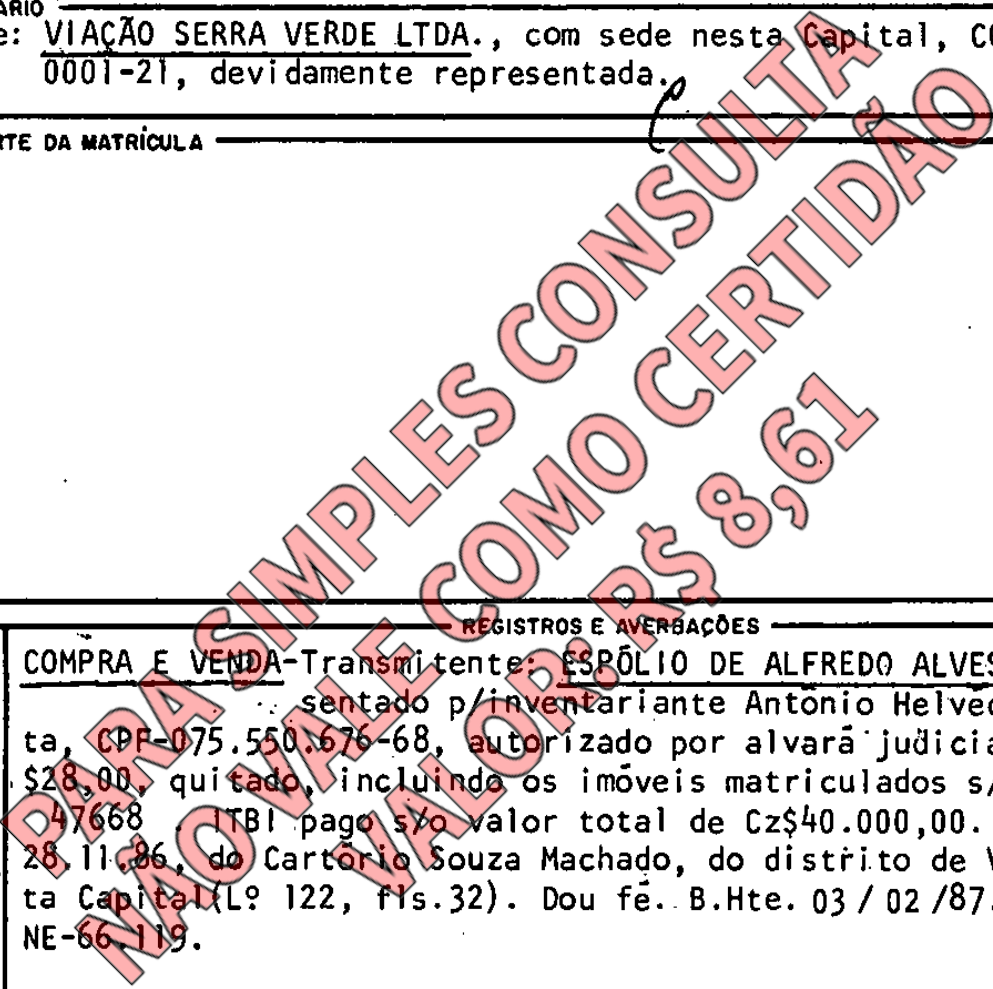 ÁRIO
e: VIAÇÃO SERRA VERDE LTDA., com sede nesta Capital,
0001-21, devidamente representada.
RTE DA MATRÍCULA
PARA SIMPLES CONSULTA
NÃO VALE COMO CERTIDÃO
VALOR: R$ 8,61
REGISTROS E AVERBAÇÕES
COMPRA E VENDA-Transmitente: ESPÓLIO DE ALFREDO ALVES
sentado p/inventariante Antônio Helved
ta, CPF-075.550.676-68, autorizado por alvará judicia
$28,00, quitado, incluindo os imóveis matriculados s/
47668 . ITBI pago s/o valor total de Cz$40.000,00.
28.11.86, do Cartório Souza Machado, do distrito de V
ta Capital(Lº 122, fls.32). Dou fé. B.Hte. 03/02/87.
NE-66.119.